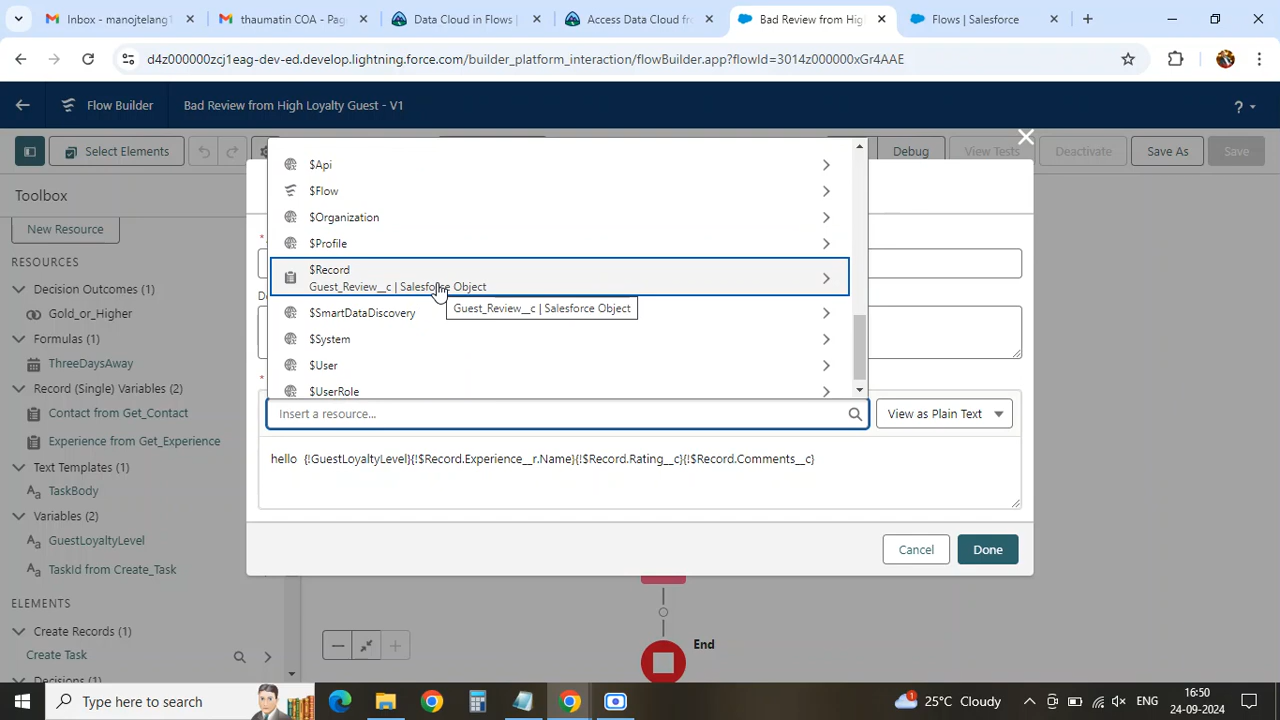 Inbox - manojtelang1
thaumatin COA - Pag
Data Cloud in Flows |
Access Data Cloud fro
Bad Review from Hig
Flows | Salesforce
d4z000000zcj1eag-dev-ed.develop.lightning.force.com/builder_platform_interaction/flowBuilder.app?flowId=3014z000000xGr4AAE
Flow Builder
Bad Review from High Loyalty Guest - V1
?
Select Elements
Debug
View Tests
Deactivate
Save As
Save
Toolbox
New Resource
RESOURCES
Decision Outcomes (1)
Gold_or_Higher
Formulas (1)
ThreeDaysAway
Record (Single) Variables (2)
Contact from Get_Contact
Experience from Get_Experience
Text Templates (1)
TaskBody
Variables (2)
GuestLoyaltyLevel
TaskId from Create_Task
ELEMENTS
Create Records (1)
Create Task
Decisions (1)
$Api
$Flow
$Organization
$Profile
$Record
Guest_Review__c | Salesforce Object
Guest_Review__c | Salesforce Object
$SmartDataDiscovery
$System
$User
$UserRole
*
*
Insert a resource...
View as Plain Text
hello {!GuestLoyaltyLevel}{!$Record.Experience__r.Name}{!$Record.Rating__c}{!$Record.Comments__c}
Cancel
Done
End
Type here to search
1
25°C Cloudy
ENG
16:50
24-09-2024